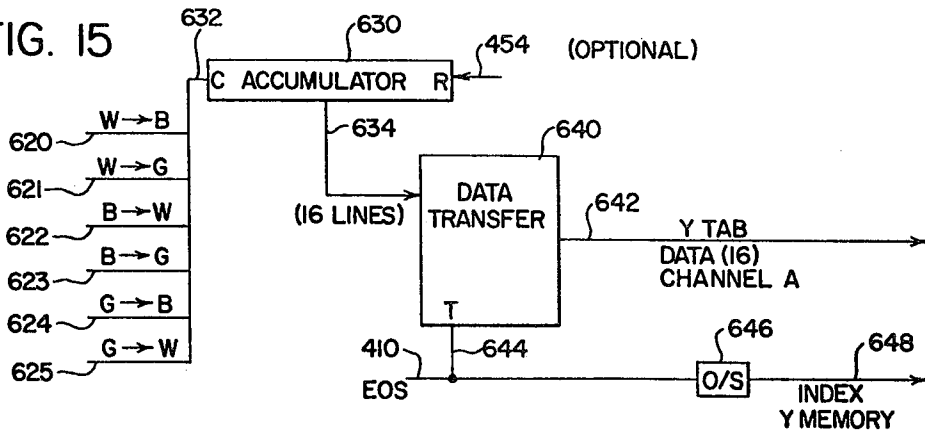 FIG. 15
632
630
C ACCUMULATOR R
454
(OPTIONAL)
634
620
W→B
621
W→G
622
B→W
623
B→G
624
G→B
625
G→W
(16 LINES)
640
DATA
TRANSFER
T
642
Y TAB
DATA (16)
CHANNEL A
644
410
EOS
646
O/S
648
INDEX
Y MEMORY